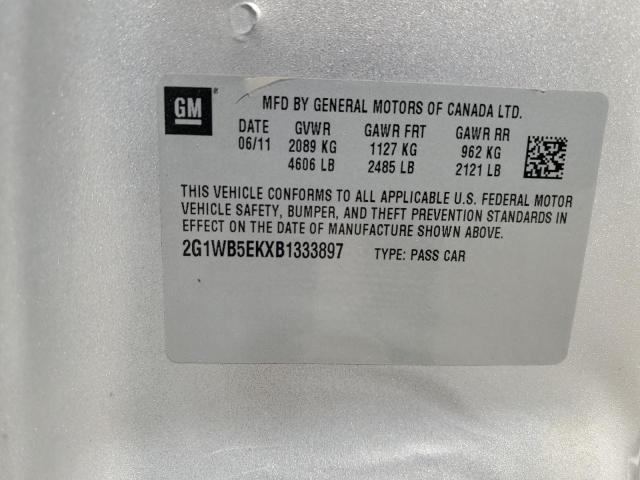 GM ®
MFD BY GENERAL MOTORS OF CANADA LTD.
DATE GVWR GAWR FRT GAWR RR
06/11 2089 KG 1127 KG 962 KG
4606 LB 2485 LB 2121 LB
THIS VEHICLE CONFORMS TO ALL APPLICABLE U.S. FEDERAL MOTOR
VEHICLE SAFETY, BUMPER, AND THEFT PREVENTION STANDARDS IN
EFFECT ON THE DATE OF MANUFACTURE SHOWN ABOVE.
2G1WB5EKXB1333897 TYPE: PASS CAR